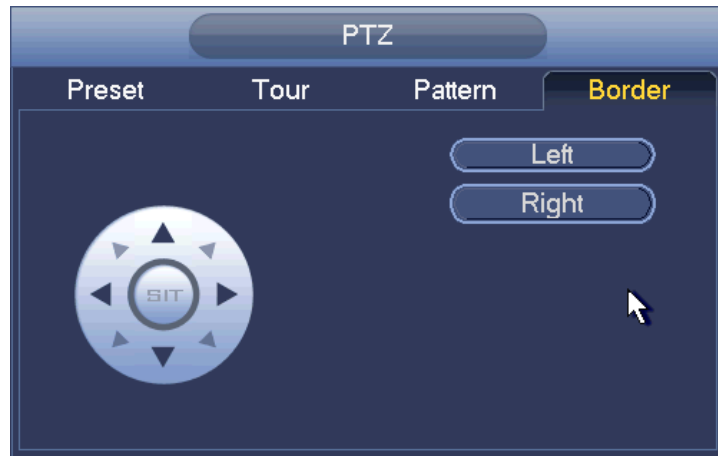 PTZ
Preset Tour Pattern Border
Left
Right
SIT